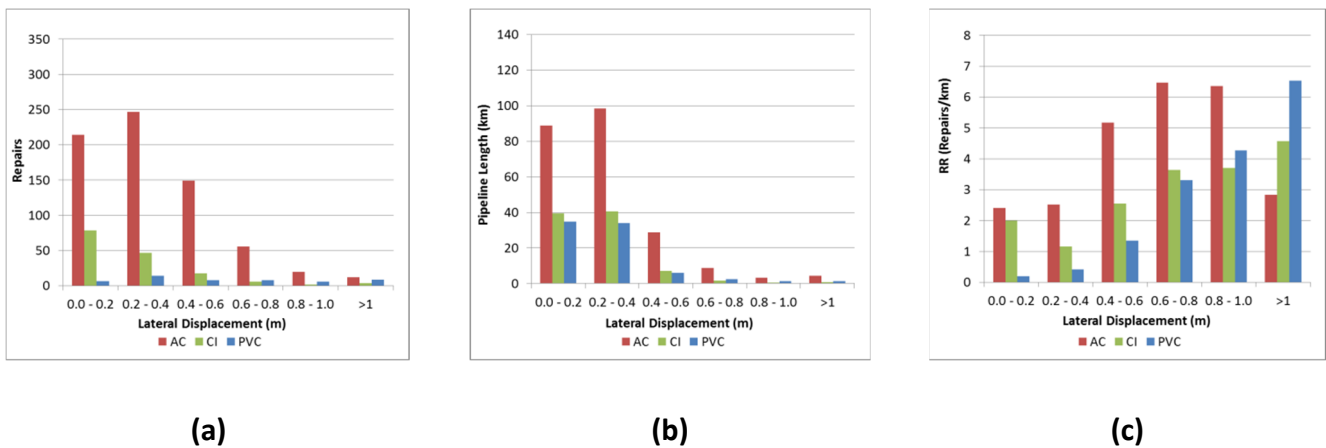 350
300
250
200
150
100
50
0
Repairs
0.0 - 0.2 0.2 - 0.4 0.4 - 0.6 0.6 - 0.8 0.8 - 1.0 >1
Lateral Displacement (m)
AC CI PVC
(a)
140
120
100
80
60
40
20
0
Pipeline Length (km)
0.0 - 0.2 0.2 - 0.4 0.4 - 0.6 0.6 - 0.8 0.8 - 1.0 >1
Lateral Displacement (m)
AC CI PVC
(b)
8
7
6
5
4
3
2
1
0
RR (Repairs/km)
0.0 - 0.2 0.2 - 0.4 0.4 - 0.6 0.6 - 0.8 0.8 - 1.0 >1
Lateral Displacement (m)
AC CI PVC
(c)